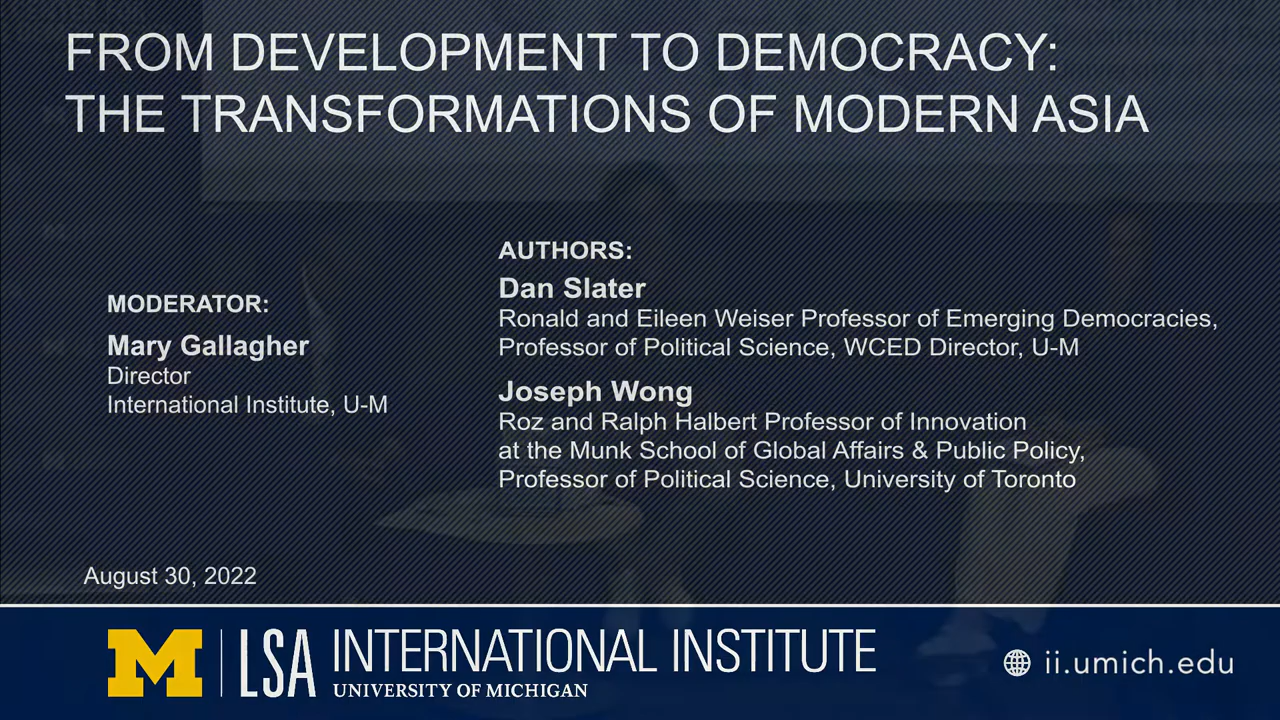 FROM DEVELOPMENT TO DEMOCRACY:
THE TRANSFORMATIONS OF MODERN ASIA
MODERATOR:
Mary Gallagher
Director
International Institute, U-M
AUTHORS:
Dan Slater
Ronald and Eileen Weiser Professor of Emerging Democracies,
Professor of Political Science, WCED Director, U-M
Joseph Wong
Roz and Ralph Halbert Professor of Innovation
at the Munk School of Global Affairs & Public Policy,
Professor of Political Science, University of Toronto
August 30, 2022
M LSA INTERNATIONAL INSTITUTE
UNIVERSITY OF MICHIGAN
ii.umich.edu